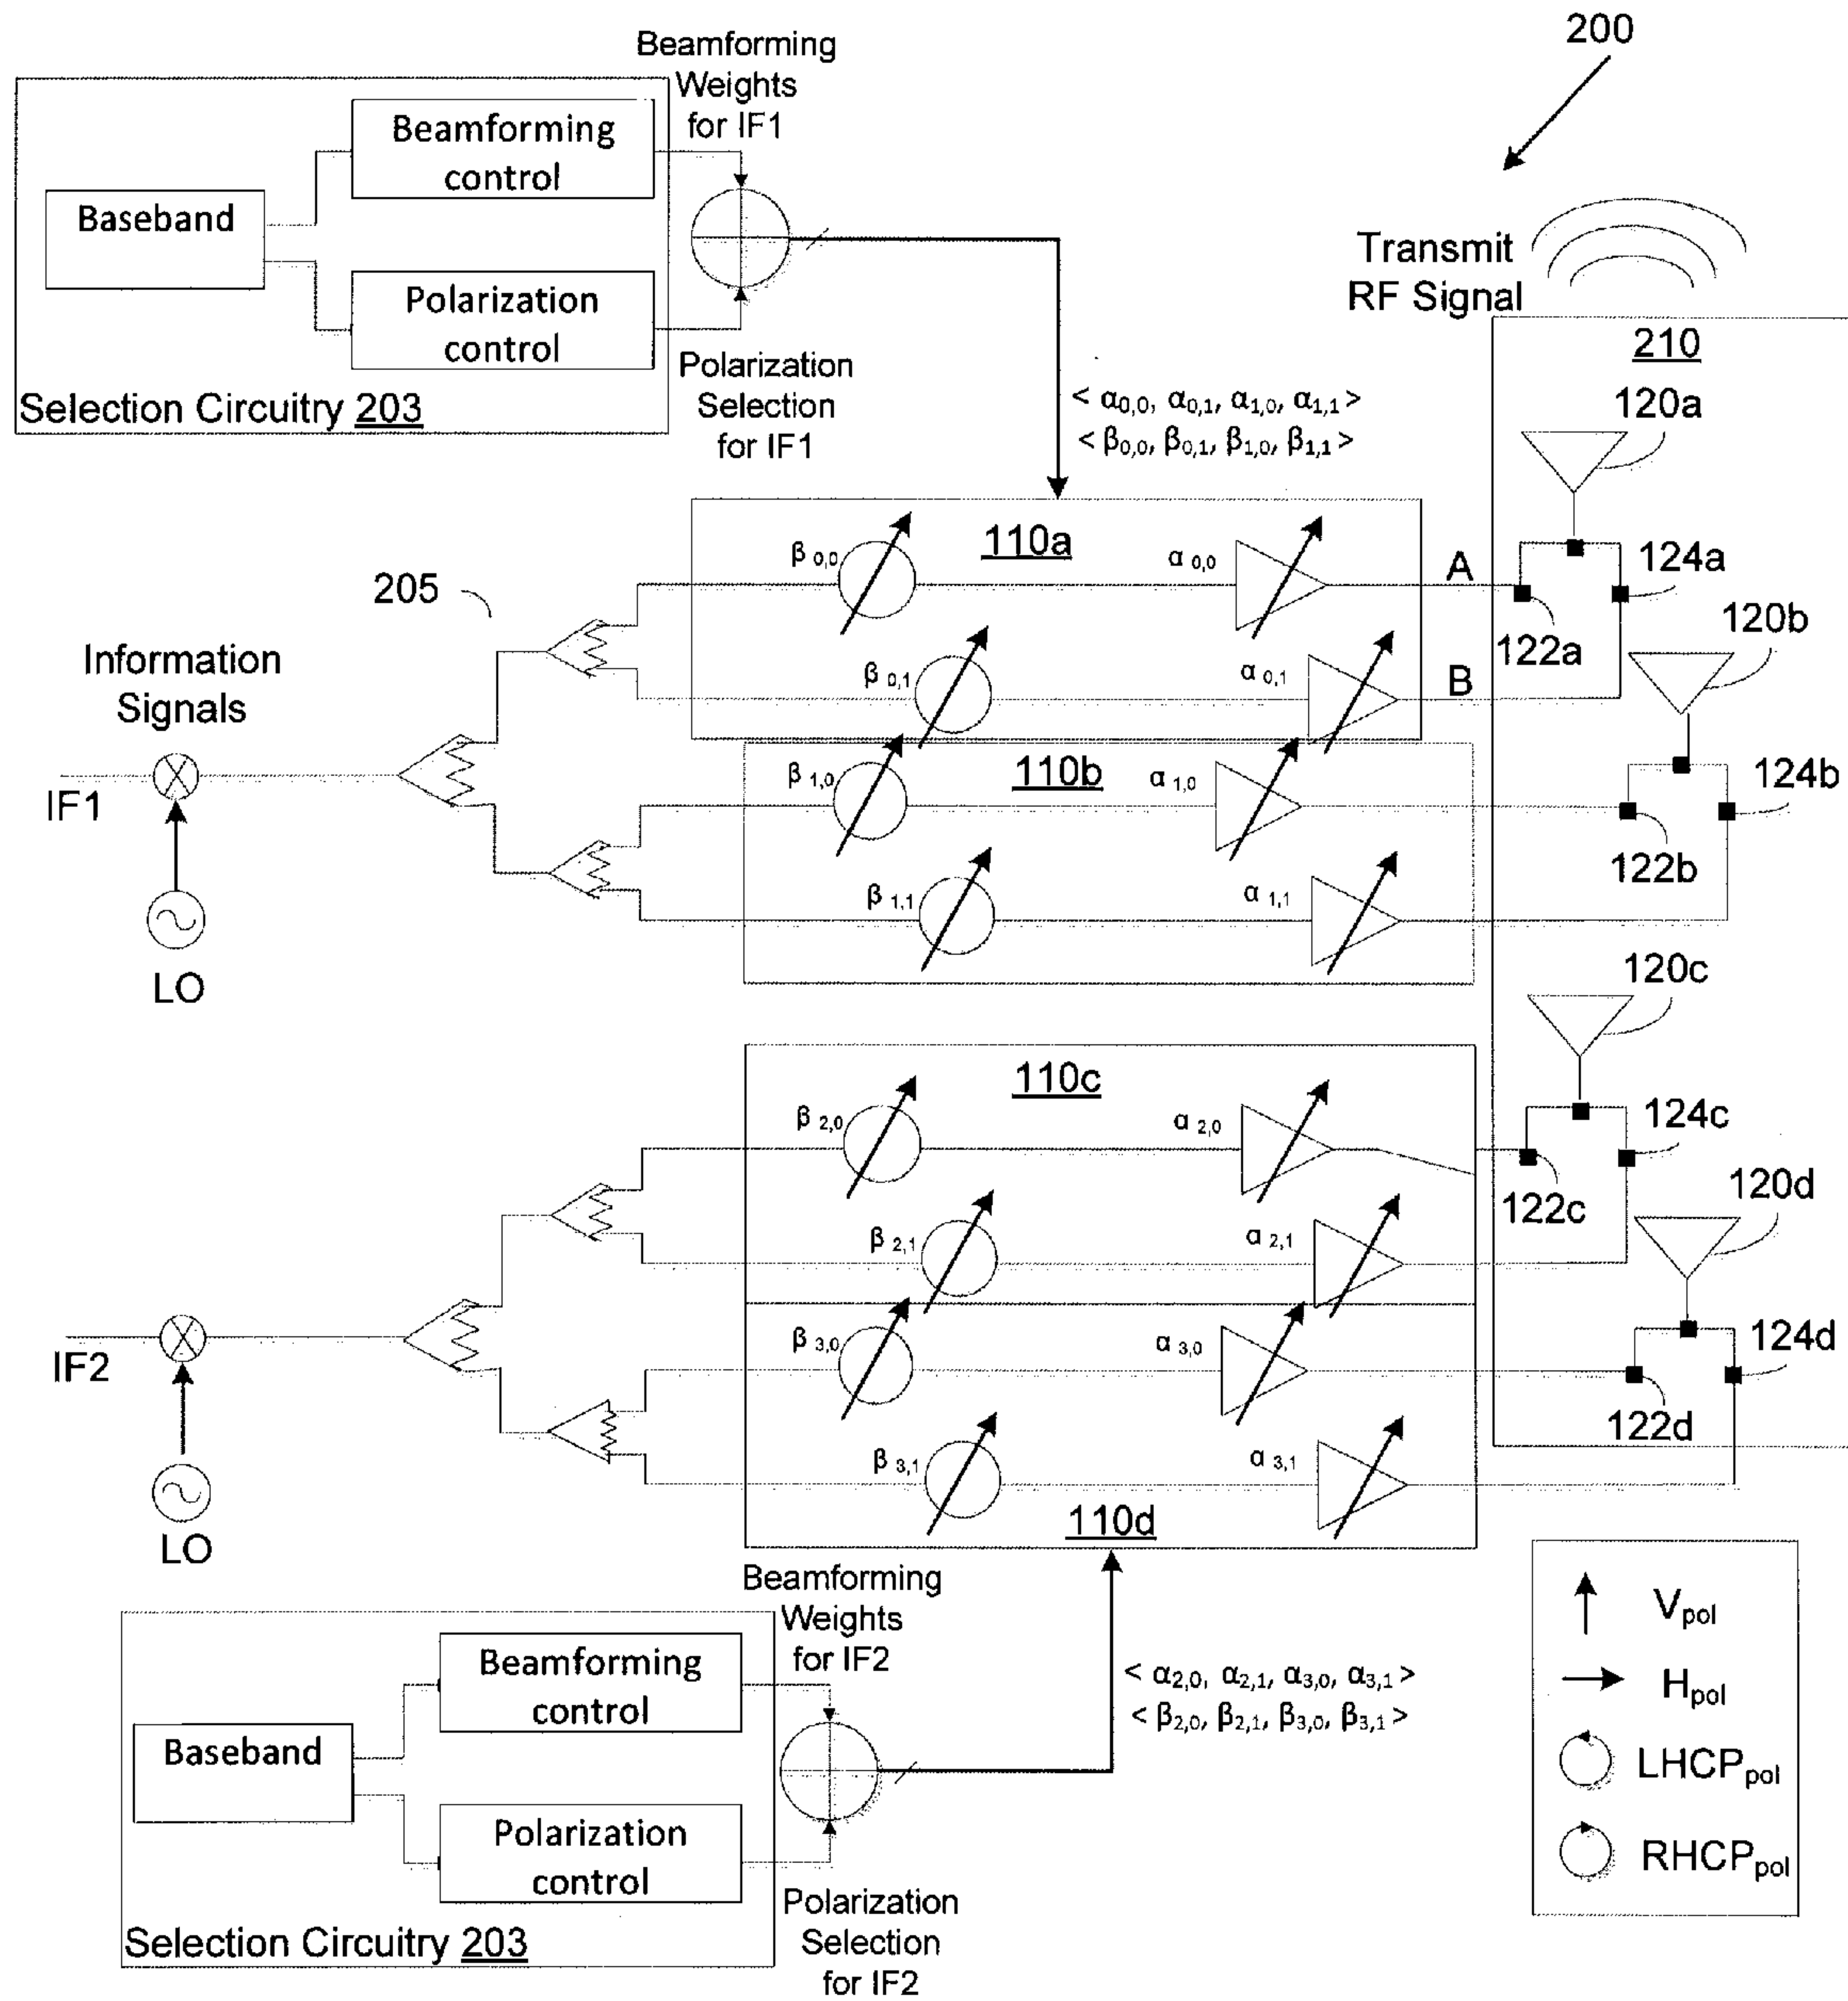 200
Beamforming
Weights
for IF1
Beamforming
control
Baseband
Polarization
control
Selection Circuitry 203
Polarization
Selection
for IF1
Transmit
RF Signal
210
< α0,0, α0,1, α1,0, α1,1 >
< β0,0, β0,1, β1,0, β1,1 >
120a
110a
β 0,0
α 0,0
A
124a
122a
120b
205
Information
Signals
β 0,1
α 0,1
B
110b
β 1,0
α 1,0
124b
122b
IF1
β 1,1
α 1,1
LO
120c
110c
β 2,0
α 2,0
124c
122c
120d
β 2,1
α 2,1
β 3,0
α 3,0
124d
122d
IF2
β 3,1
α 3,1
110d
LO
Beamforming
Weights
for IF2
Beamforming
control
Baseband
Polarization
control
Selection Circuitry 203
Polarization
Selection
for IF2
< α2,0, α2,1, α3,0, α3,1 >
< β2,0, β2,1, β3,0, β3,1 >
Vpol
Hpol
LHCPpol
RHCPpol